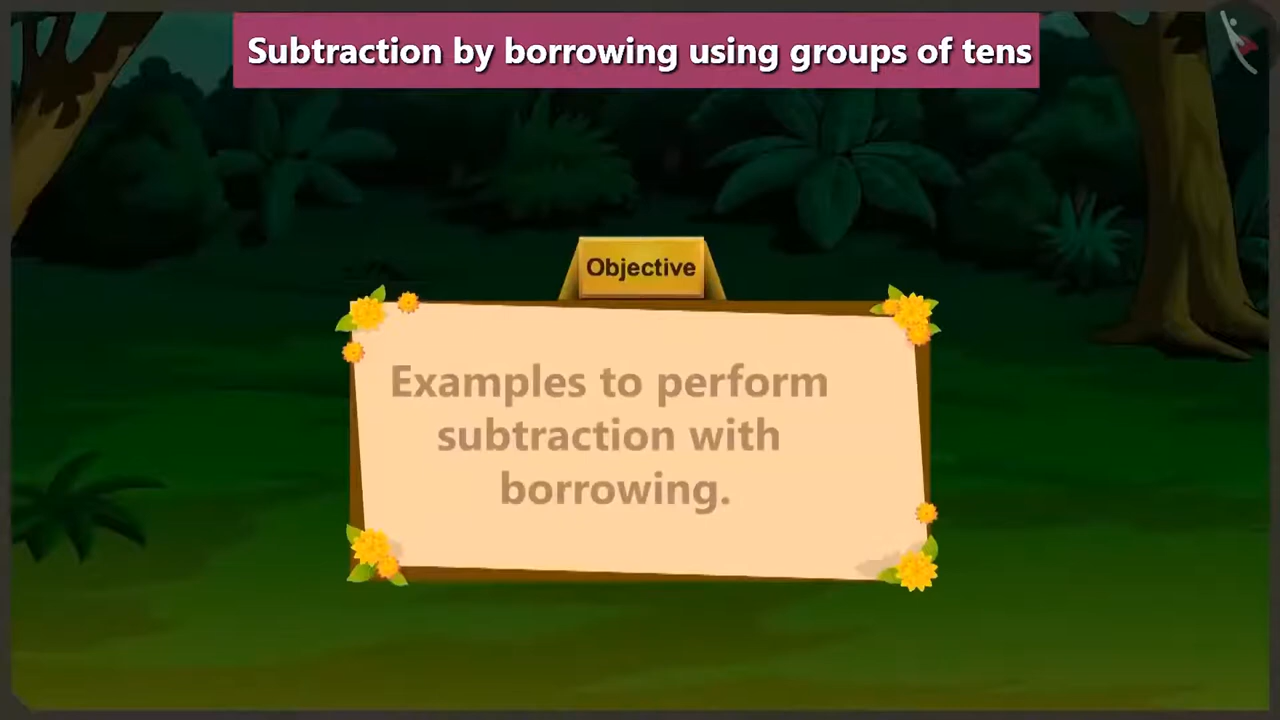 Subtraction by borrowing using groups of tens
Objective
Examples to perform
subtraction with
borrowing.